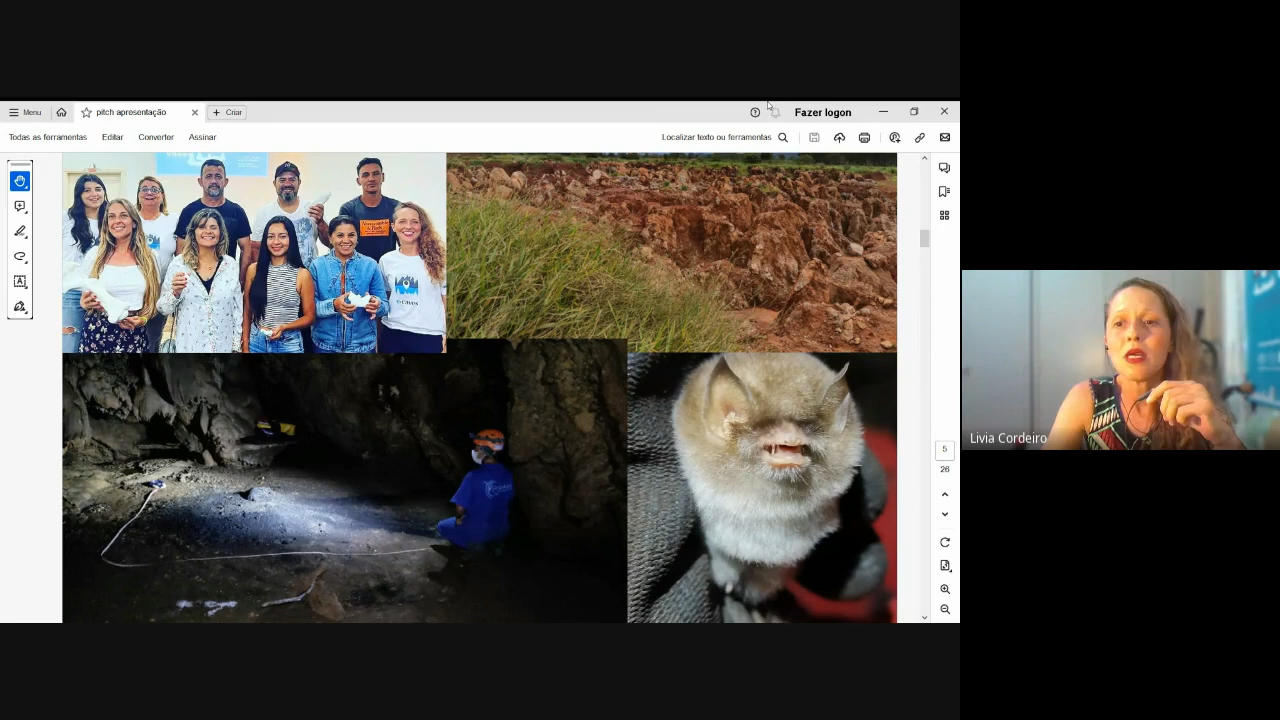 Menu
pitch apresentação
Criar
Fazer logon
Todas as ferramentas
Editar
Converter
Assinar
Localizar texto ou ferramentas
5
26
Livia Cordeiro